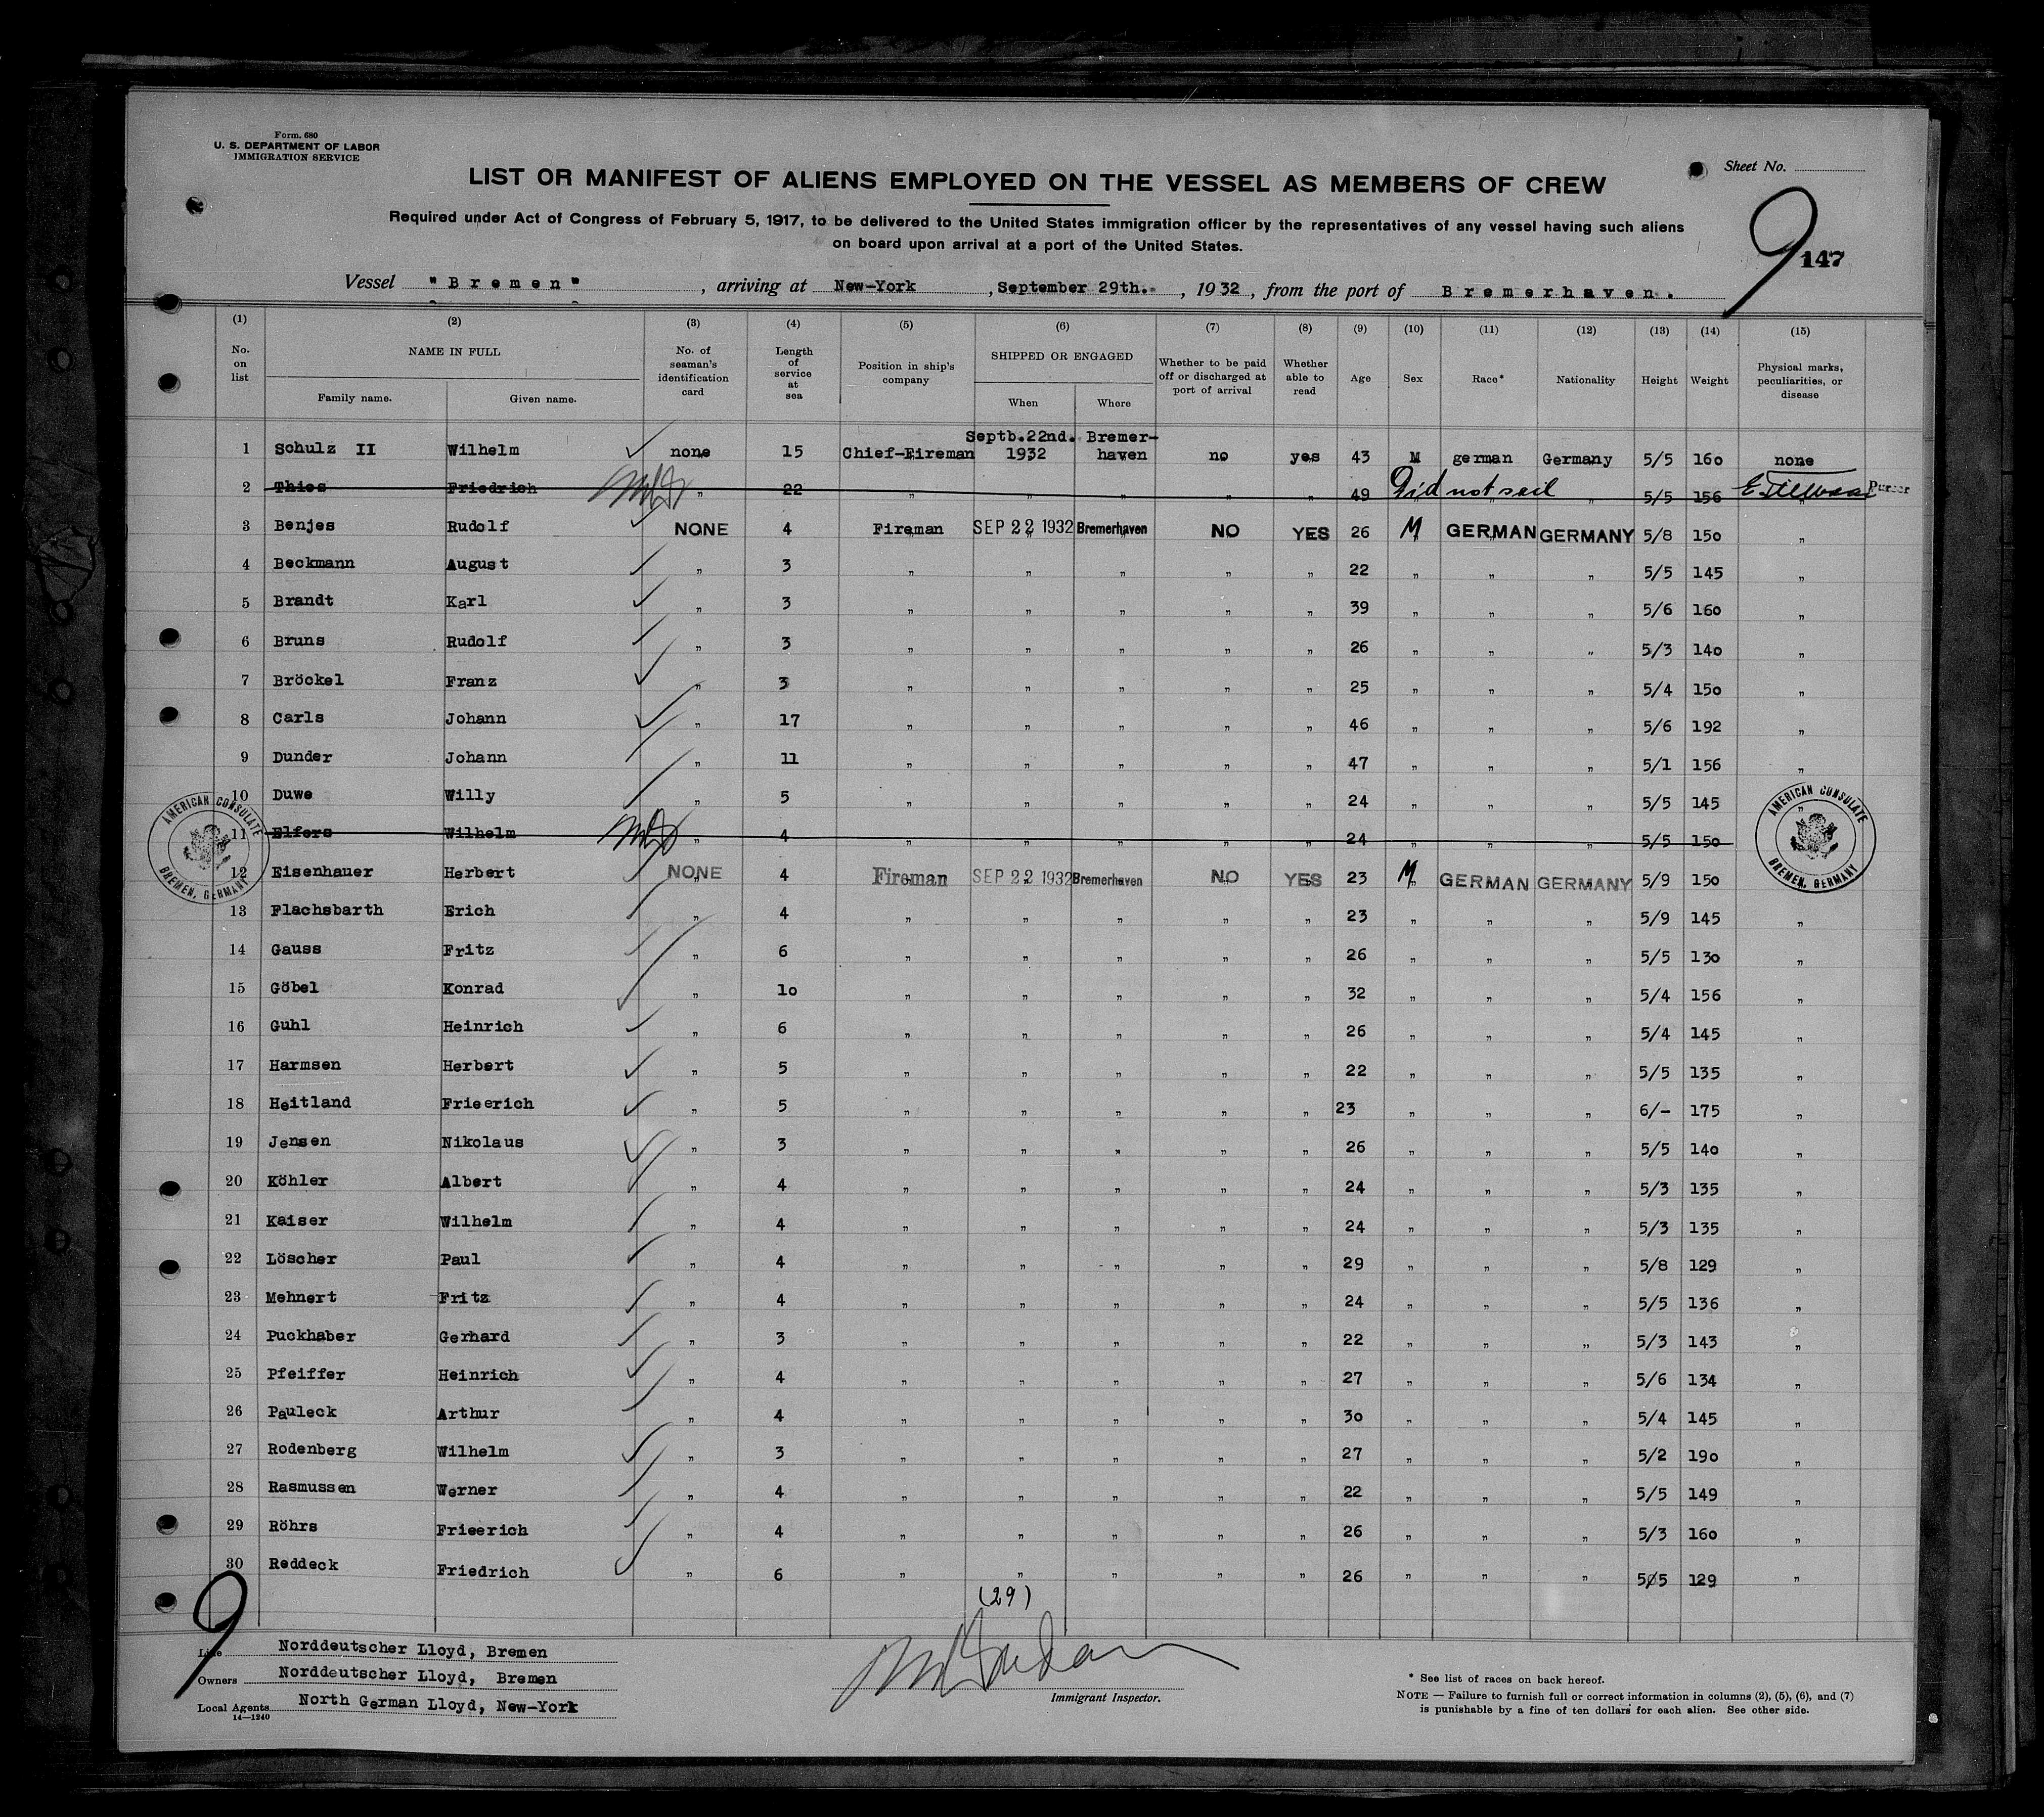 Form. 680
U. S. DEPARTMENT OF LABOR
IMMIGRATION SERVICE
Sheet No.
LIST OR MANIFEST OF ALIENS EMPLOYED ON THE VESSEL AS MEMBERS OF CREW
Required under Act of Congress of February 5, 1917, to be delivered to the United States immigration officer by the representatives of any vessel having such aliens
on board upon arrival at a port of the United States.
9
147
Vessel "Bremen", arriving at New-York, September 29th., 1932, from the port of Bremerhaven.
(1) (2) (3) (4) (5) (6) (7) (8) (9) (10) (11) (12) (13) (14) (15)
No. on list NAME IN FULL Family name. Given name. No. of seaman's identification card Length of service at sea Position in ship's company SHIPPED OR ENGAGED When Where Whether to be paid off or discharged at port of arrival Whether able to read Age Sex Race* Nationality Height Weight Physical marks, peculiarities, or disease
1 Schulz II Wilhelm none 15 Chief-Fireman Septb.22nd. 1932 Bremer-haven no yes 43 M german Germany 5/5 160 none
2 Thies Friedrich " 22 " " " " " 49 Did not sail " 5/5 156 Purser
3 Benjes Rudolf NONE 4 Fireman SEP 22 1932 Bremerhaven NO YES 26 M GERMAN GERMANY 5/8 150 "
4 Beckmann August " 3 " " " " " 22 " " " 5/5 145 "
5 Brandt Karl " 3 " " " " " 39 " " " 5/6 160 "
6 Bruns Rudolf " 3 " " " " " 26 " " " 5/3 140 "
7 Bröckel Franz " 3 " " " " " 25 " " " 5/4 150 "
8 Carls Johann " 17 " " " " " 46 " " " 5/6 192 "
9 Dunder Johann " 11 " " " " " 47 " " " 5/1 156 "
10 Duwe Willy " 5 " " " " " 24 " " " 5/5 145 "
11 Elfers Wilhelm " 4 " " " " " 24 " " " 5/5 150
12 Eisenhauer Herbert NONE 4 Fireman SEP 22 1932 Bremerhaven NO YES 23 M GERMAN GERMANY 5/9 150
13 Flachsbarth Erich " 4 " " " " " 23 " " " 5/9 145 "
14 Gauss Fritz " 6 " " " " " 26 " " " 5/5 130 "
15 Göbel Konrad " 10 " " " " " 32 " " " 5/4 156 "
16 Guhl Heinrich " 6 " " " " " 26 " " " 5/4 145 "
17 Harmsen Herbert " 5 " " " " " 22 " " " 5/5 135 "
18 Heitland Frieerich " 5 " " " " " 23 " " " 6/- 175 "
19 Jensen Nikolaus " 3 " " " " " 26 " " " 5/5 140 "
20 Köhler Albert " 4 " " " " " 24 " " " 5/3 135 "
21 Kaiser Wilhelm " 4 " " " " " 24 " " " 5/3 135 "
22 Löscher Paul " 4 " " " " " 29 " " " 5/8 129 "
23 Mehnert Fritz " 4 " " " " " 24 " " " 5/5 136 "
24 Puckhaber Gerhard " 3 " " " " " 22 " " " 5/3 143 "
25 Pfeiffer Heinrich " 4 " " " " " 27 " " " 5/6 134 "
26 Pauleck Arthur " 4 " " " " " 30 " " " 5/4 145 "
27 Rodenberg Wilhelm " 3 " " " " " 27 " " " 5/2 190 "
28 Rasmussen Werner " 4 " " " " " 22 " " " 5/5 149 "
29 Röhrs Frieerich " 4 " " " " " 26 " " " 5/3 160 "
30 Reddeck Friedrich " 6 " " " " " 26 " " " 5/5 129 "
AMERICAN CONSULATE
BREMEN, GERMANY
AMERICAN CONSULATE
BREMEN, GERMANY
(29)
9
Line Norddeutscher Lloyd, Bremen
Owners Norddeutscher Lloyd, Bremen
Local Agents North German Lloyd, New-York
14—1240
Immigrant Inspector.
* See list of races on back hereof.
NOTE — Failure to furnish full or correct information in columns (2), (5), (6), and (7)
is punishable by a fine of ten dollars for each alien. See other side.